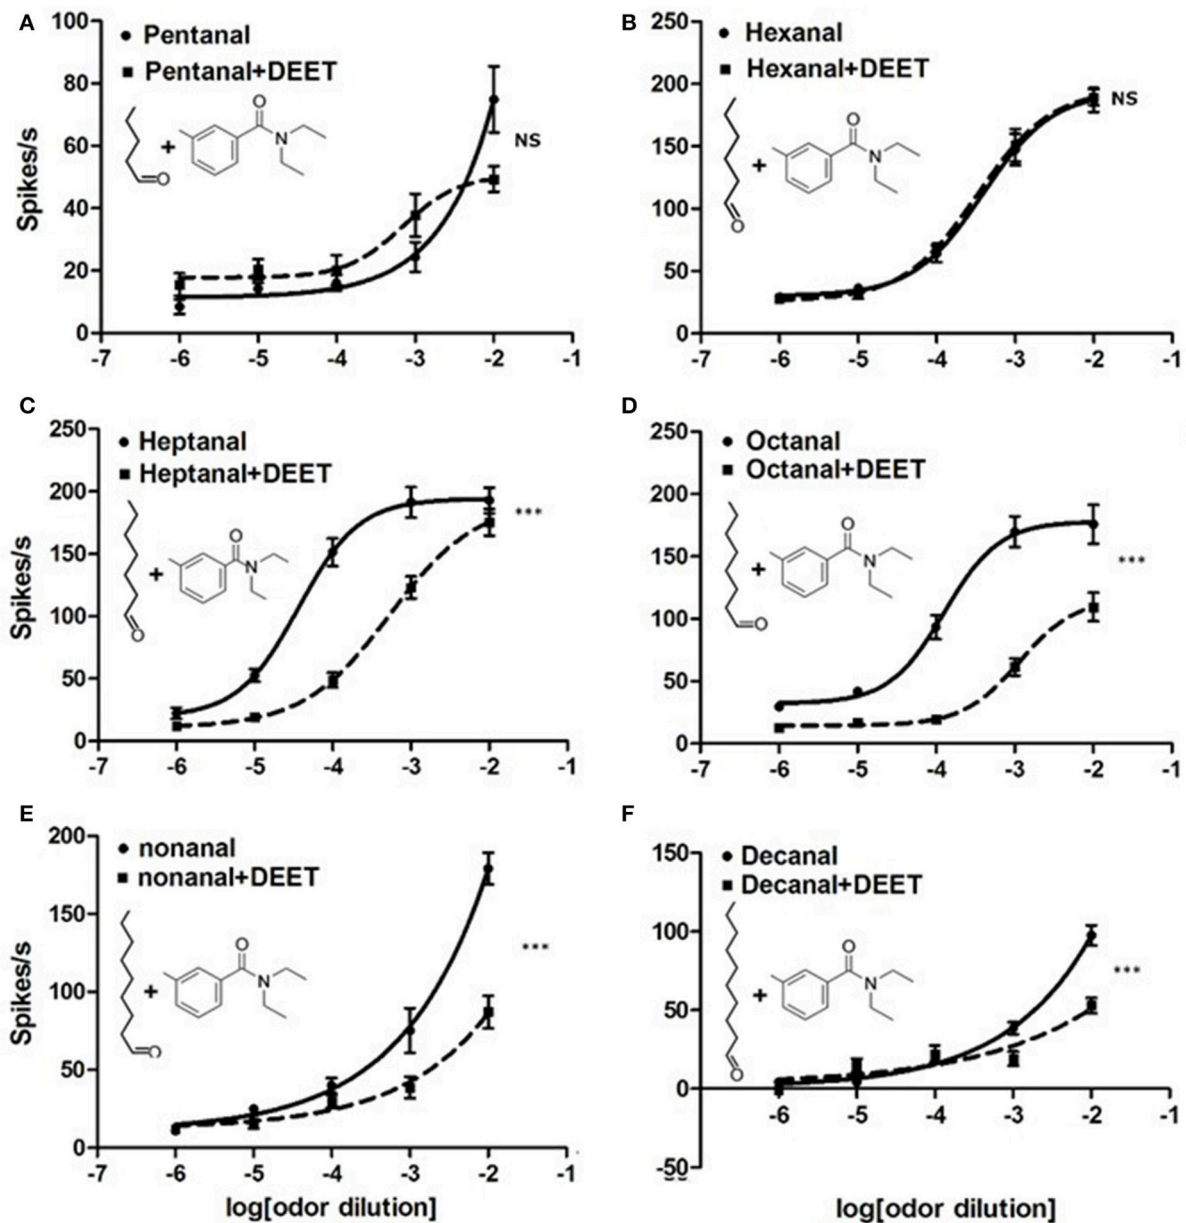 A
100
80
60
40
20
0
Spikes/s
Pentanal
Pentanal+DEET
O
N
+
O
NS
-7 -6 -5 -4 -3 -2 -1
B
250
200
150
100
50
0
Hexanal
Hexanal+DEET
O
N
+
O
NS
-7 -6 -5 -4 -3 -2 -1
C
250
200
150
100
50
0
Spikes/s
Heptanal
Heptanal+DEET
O
N
+
O
***
-7 -6 -5 -4 -3 -2 -1
D
250
200
150
100
50
0
Octanal
Octanal+DEET
O
N
+
O
***
-7 -6 -5 -4 -3 -2 -1
E
200
150
100
50
0
Spikes/s
nonanal
nonanal+DEET
O
N
+
O
***
-7 -6 -5 -4 -3 -2 -1
log[odor dilution]
F
150
100
50
0
-50
Decanal
Decanal+DEET
O
N
+
O
***
-6 -5 -4 -3 -2 -1
log[odor dilution]